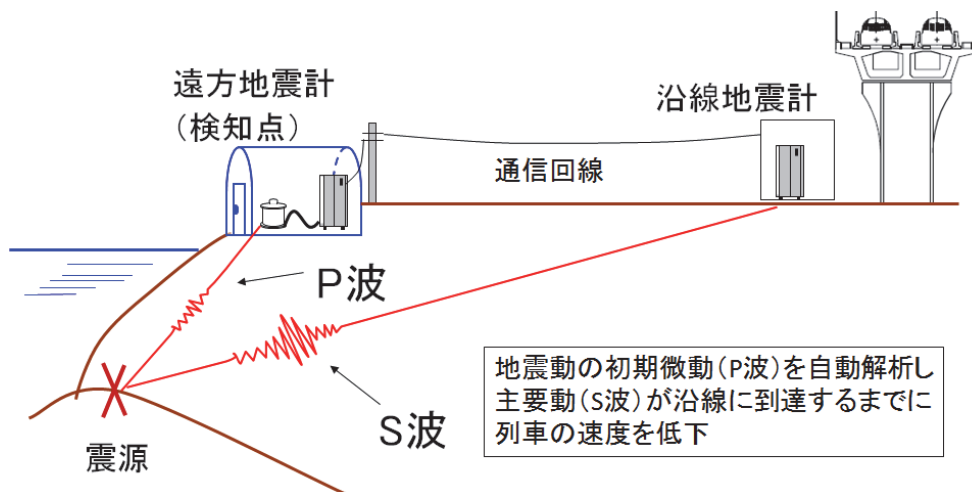 遠方地震計
(検知点)
沿線地震計
通信回線
P波
S波
震源
地震動の初期微動(P波)を自動解析し
主要動(S波)が沿線に到達するまでに
列車の速度を低下